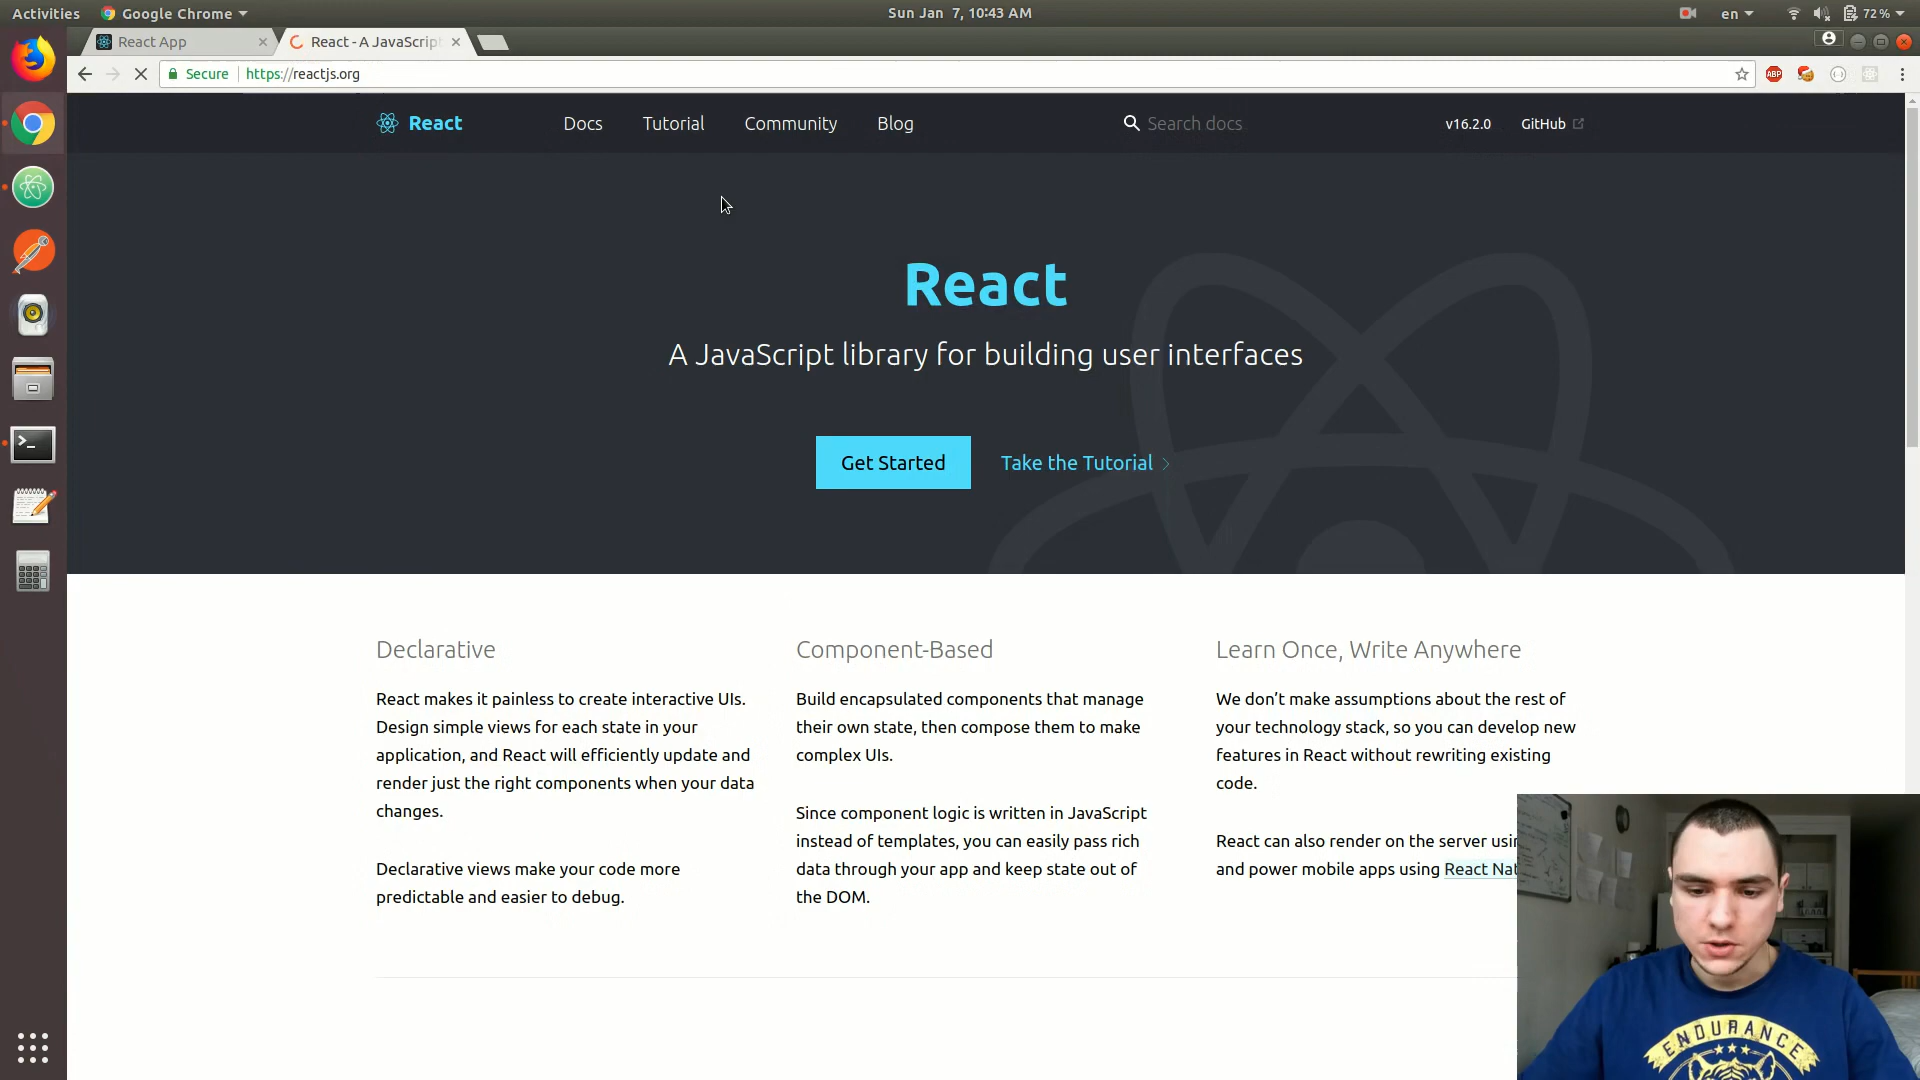 Activities
Google Chrome
Sun Jan 7, 10:43 AM
en
72 %
React App
React - A JavaScript
Secure
https://reactjs.org
ABP
React
Docs
Tutorial
Community
Blog
Search docs
v16.2.0
GitHub
React
A JavaScript library for building user interfaces
Get Started
Take the Tutorial
Declarative
React makes it painless to create interactive UIs.
Design simple views for each state in your
application, and React will efficiently update and
render just the right components when your data
changes.
Declarative views make your code more
predictable and easier to debug.
Component-Based
Build encapsulated components that manage
their own state, then compose them to make
complex UIs.
Since component logic is written in JavaScript
instead of templates, you can easily pass rich
data through your app and keep state out of
the DOM.
Learn Once, Write Anywhere
We don’t make assumptions about the rest of
your technology stack, so you can develop new
features in React without rewriting existing
code.
React can also render on the server usin
and power mobile apps using React Nat
ENDURANCE